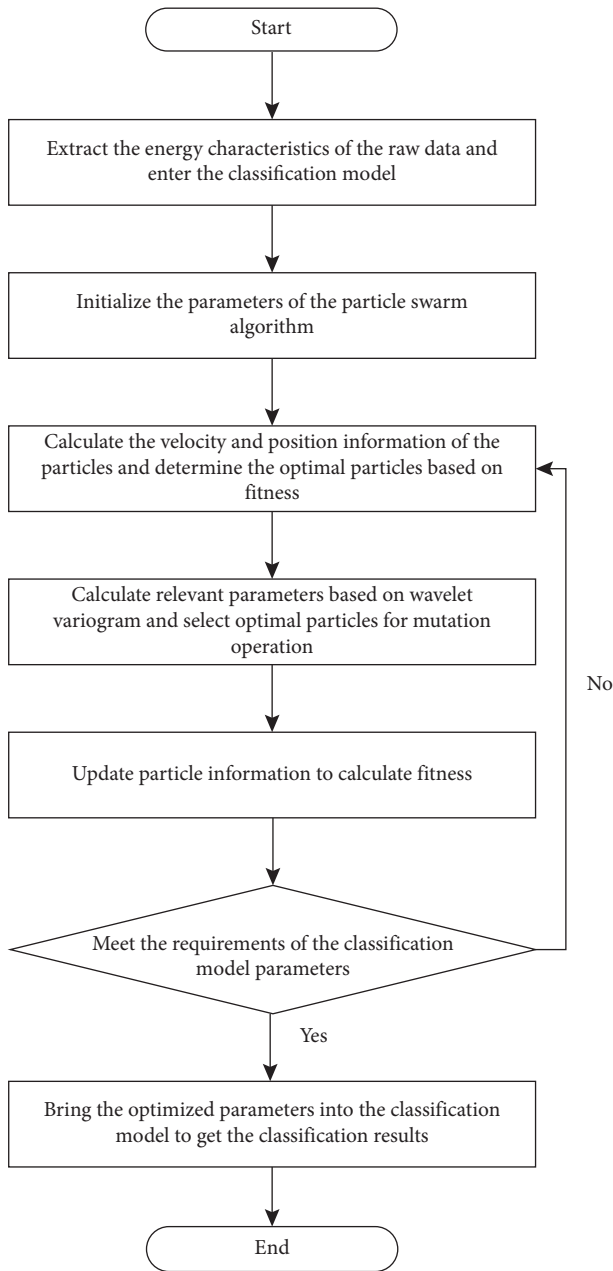 Start
Extract the energy characteristics of the raw data and
enter the classification model
Initialize the parameters of the particle swarm
algorithm
Calculate the velocity and position information of the
particles and determine the optimal particles based on
fitness
Calculate relevant parameters based on wavelet
variogram and select optimal particles for mutation
operation
No
Update particle information to calculate fitness
Meet the requirements of the classification
model parameters
Yes
Bring the optimized parameters into the classification
model to get the classification results
End